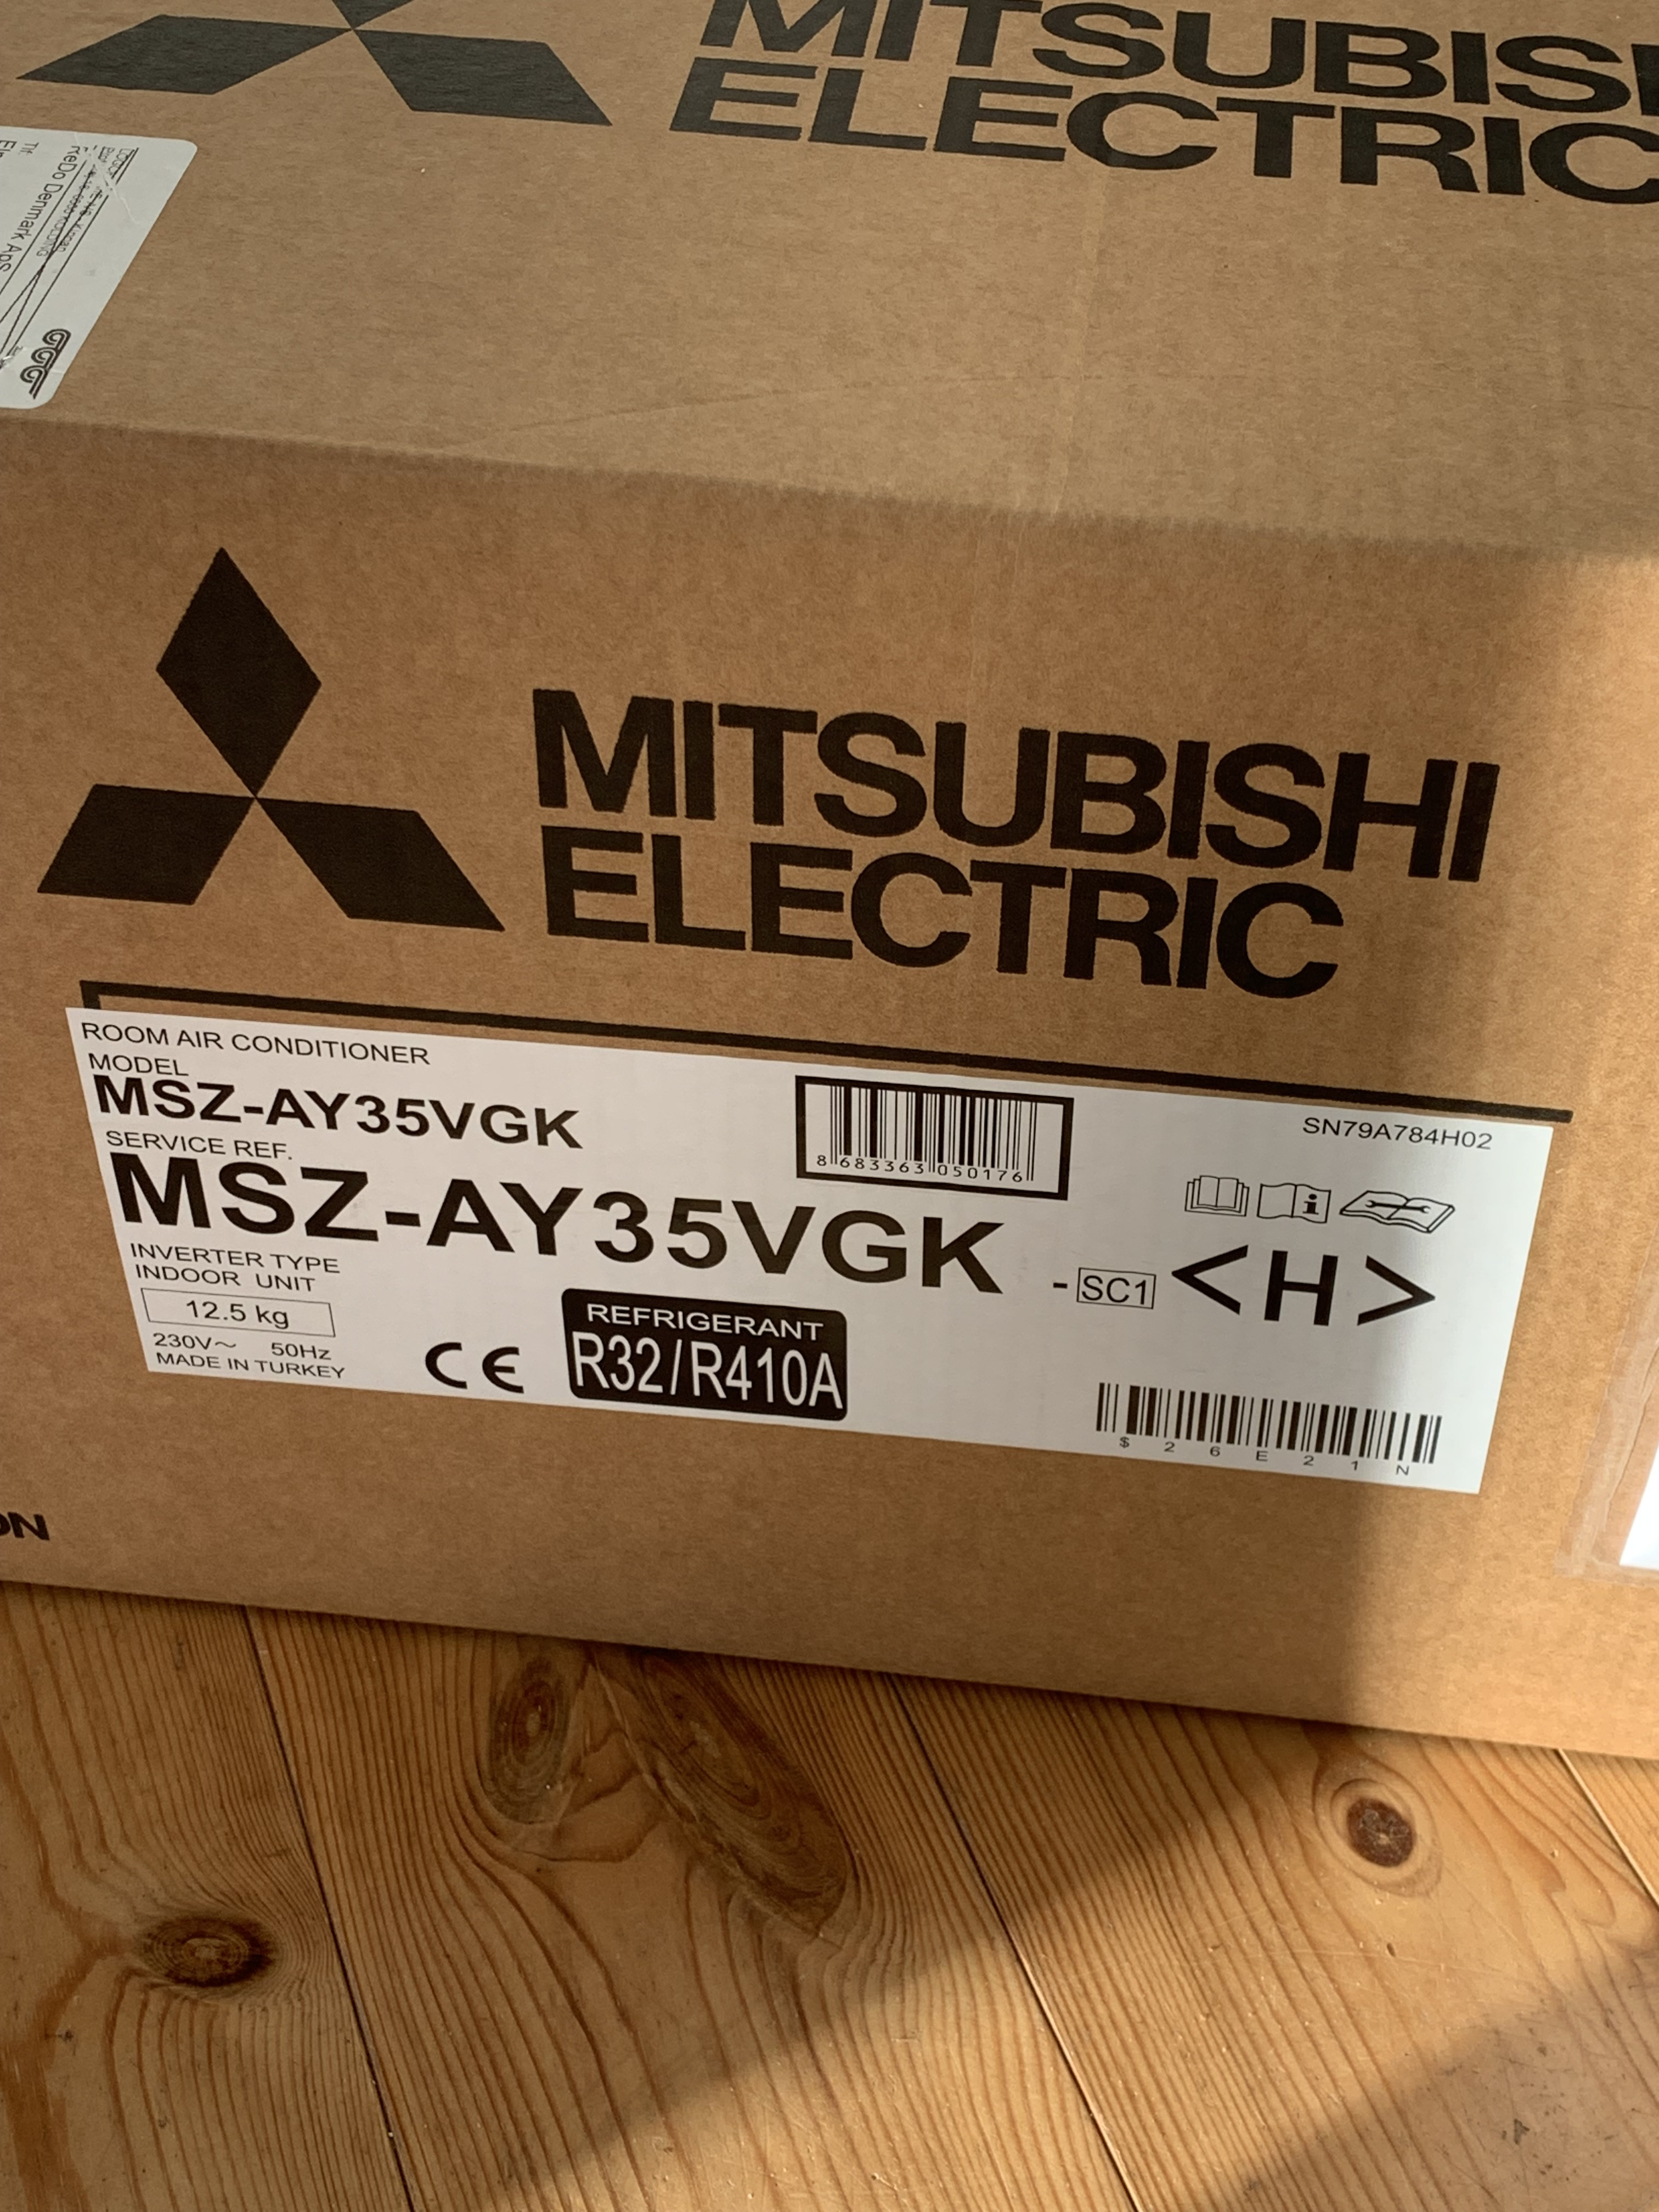 MITSUBIS
ELECTRIC
Denmark ApS
MITSUBISHI
ELECTRIC
ROOM AIR CONDITIONER
MODEL
MSZ-AY35VGK
SERVICE REF.
MSZ-AY35VGK -SC1 <H>
8 683363 050176
SN79A784H02
INVERTER TYPE
INDOOR UNIT
12.5 kg
230V~ 50Hz
MADE IN TURKEY
CE
REFRIGERANT
R32/R410A
$ 2 6 E 2 1 N
ON